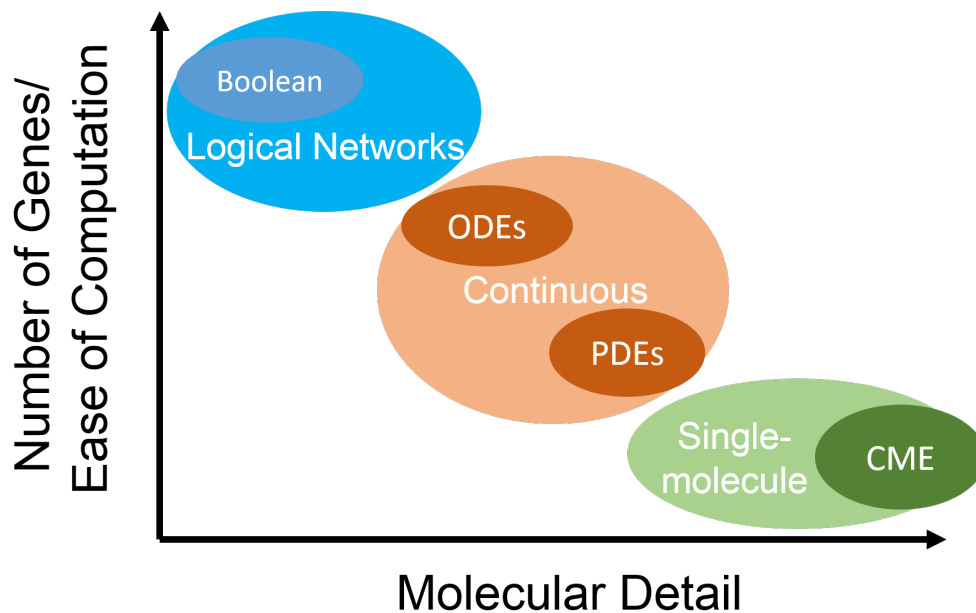 Number of Genes/
Ease of Computation
Boolean
Logical Networks
ODEs
Continuous
PDEs
Single-
molecule
CME
Molecular Detail